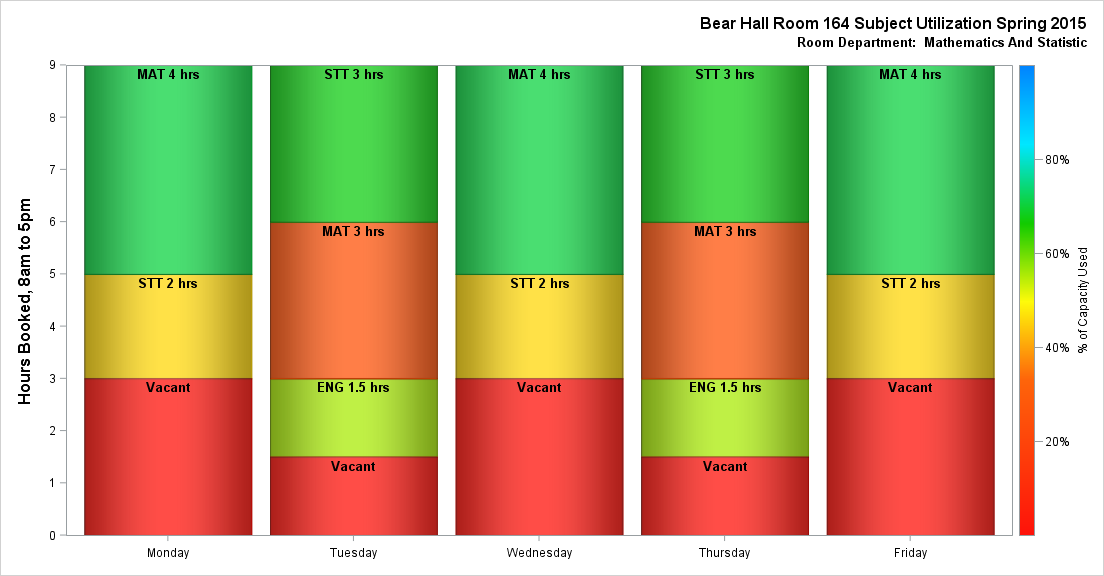 Bear Hall Room 164 Subject Utilization Spring 2015
Room Department:  Mathematics And Statistic
Hours Booked, 8am to 5pm
9
8
7
6
5
4
3
2
1
0
MAT 4 hrs
STT 2 hrs
Vacant
STT 3 hrs
MAT 3 hrs
ENG 1.5 hrs
Vacant
MAT 4 hrs
STT 2 hrs
Vacant
STT 3 hrs
MAT 3 hrs
ENG 1.5 hrs
Vacant
MAT 4 hrs
STT 2 hrs
Vacant
Monday
Tuesday
Wednesday
Thursday
Friday
80%
60%
40%
20%
% of Capacity Used